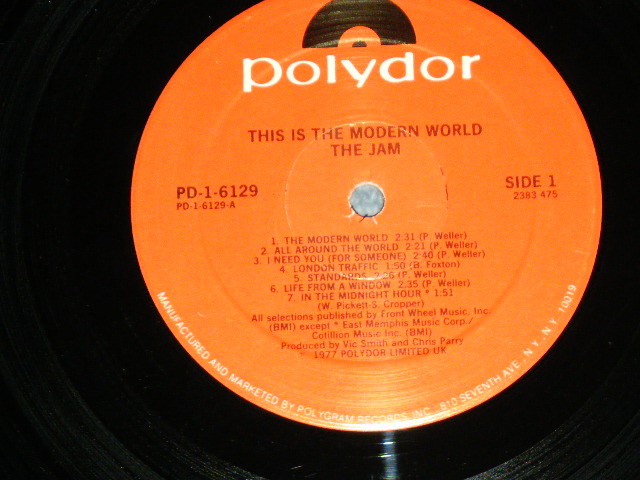 polydor
THIS IS THE MODERN WORLD
THE JAM
PD-1-6129
PD-1-6129-A
SIDE 1
2383 475
1. THE MODERN WORLD 2:31 (P. Weller)
2. ALL AROUND THE WORLD 2:21 (P. Weller)
3. I NEED YOU (FOR SOMEONE) 2:40 (P. Weller)
4. LONDON TRAFFIC 1:50 (B. Foxton)
5. STANDARDS 2:26 (P. Weller)
6. LIFE FROM A WINDOW 2:35 (P. Weller)
7. IN THE MIDNIGHT HOUR * 1:51
(W. Pickett-S. Cropper)
All selections published by Front Wheel Music. Inc.
(BMI) except * East Memphis Music Corp./
Cotillion Music Inc. (BMI)
Produced by Vic Smith and Chris Parry
℗ 1977 POLYDOR LIMITED UK
MANUFACTURED AND MARKETED BY POLYGRAM RECORDS, INC., 810 SEVENTH AVE., N.Y., N.Y. 10019